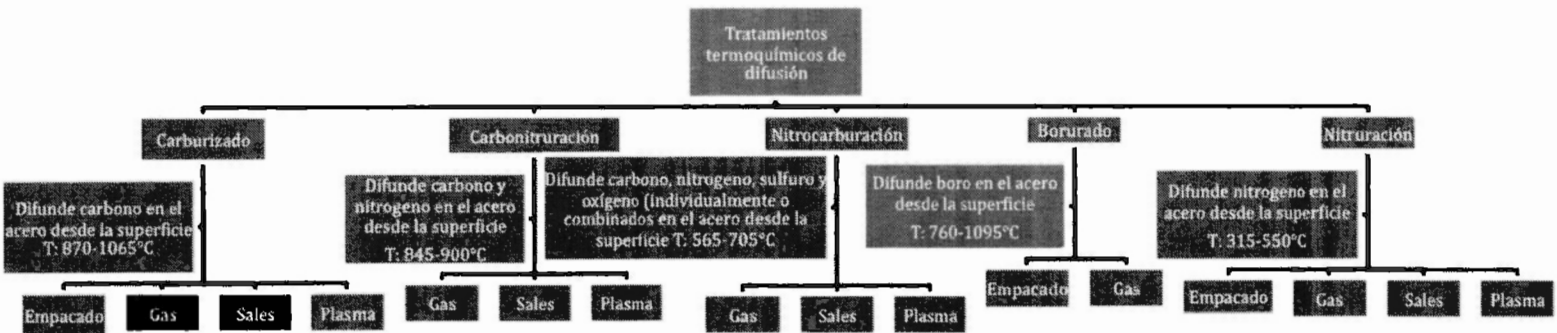 Tratamientos
termoquímicos de
difusión
Carburizado
Carbonitruración
Nitrocarburación
Borurado
Nitruración
Difunde carbono en el
acero desde la superficie
T: 870-1065°C
Difunde carbono y
nitrogeno en el acero
desde la superficie
T: 845-900°C
Difunde carbono, nitrogeno, sulfuro y
oxígeno (individualmente o
combinados en el acero desde la
superficie T: 565-705°C
Difunde boro en el acero
desde la superficie
T: 760-1095°C
Difunde nitrogeno en el
acero desde la superficie
T: 315-550°C
Empacado
Gas
Sales
Plasma
Gas
Sales
Plasma
Gas
Sales
Plasma
Empacado
Gas
Empacado
Gas
Sales
Plasma